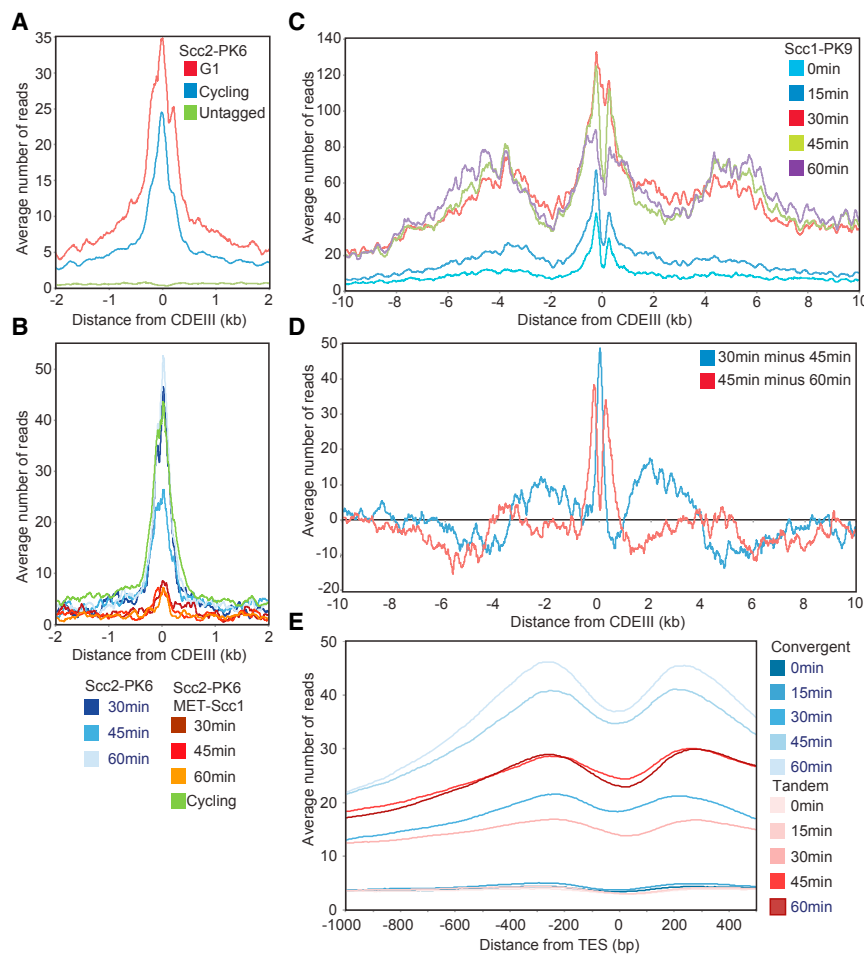 A
Scc2-PK6
G1
Cycling
Untagged
Average number of reads
35
30
25
20
15
10
5
0
-2 -1 0 1 2
Distance from CDEIII (kb)
B
Average number of reads
50
40
30
20
10
0
-2 -1 0 1 2
Distance from CDEIII (kb)
Scc2-PK6
30min
45min
60min
Scc2-PK6
MET-Scc1
30min
45min
60min
Cycling
C
Scc1-PK9
0min
15min
30min
45min
60min
Average number of reads
140
120
100
80
60
40
20
0
-10 -8 -6 -4 -2 0 2 4 6 8 10
Distance from CDEIII (kb)
D
30min minus 45min
45min minus 60min
Average number of reads
50
40
30
20
10
0
-10
-20
-10 -8 -6 -4 -2 0 2 4 6 8 10
Distance from CDEIII (kb)
E
Average number of reads
50
40
30
20
10
0
-1000 -800 -600 -400 -200 0 200 400
Distance from TES (bp)
Convergent
0min
15min
30min
45min
60min
Tandem
0min
15min
30min
45min
60min